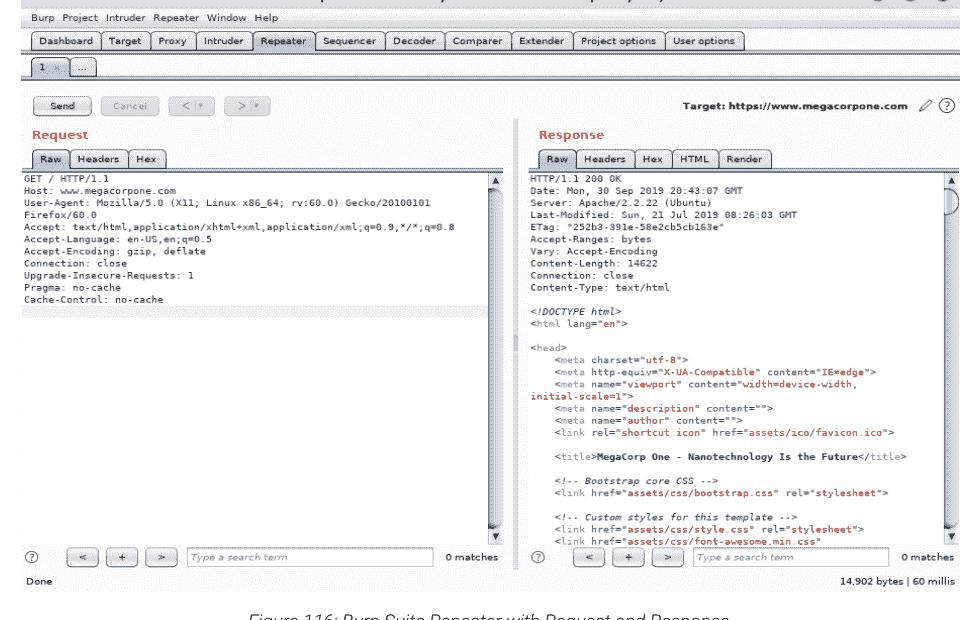 Burp Project Intruder Repeater Window Help
Dashboard Target Proxy Intruder Repeater Sequencer Decoder Comparer Extender Project options User options
1 × ...
Send Cancel < > Target: https://www.megacorpone.com ?
Request
Raw Headers Hex
GET / HTTP/1.1
Host: www.megacorpone.com
User-Agent: Mozilla/5.0 (X11; Linux x86_64; rv:60.0) Gecko/20100101
Firefox/60.0
Accept: text/html,application/xhtml+xml,application/xml;q=0.9,*/*;q=0.8
Accept-Language: en-US,en;q=0.5
Accept-Encoding: gzip, deflate
Connection: close
Upgrade-Insecure-Requests: 1
Pragma: no-cache
Cache-Control: no-cache
? < + > Type a search term 0 matches
Response
Raw Headers Hex HTML Render
HTTP/1.1 200 OK
Date: Mon, 30 Sep 2019 20:43:07 GMT
Server: Apache/2.2.22 (Ubuntu)
Last-Modified: Sun, 21 Jul 2019 08:26:03 GMT
ETag: "252b3-391e-58e2cb5cb163e"
Accept-Ranges: bytes
Vary: Accept-Encoding
Content-Length: 14622
Connection: close
Content-Type: text/html
<!DOCTYPE html>
<html lang="en">
<head>
<meta charset="utf-8">
<meta http-equiv="X-UA-Compatible" content="IE=edge">
<meta name="viewport" content="width=device-width,
initial-scale=1">
<meta name="description" content="">
<meta name="author" content="">
<link rel="shortcut icon" href="assets/ico/favicon.ico">
<title>MegaCorp One - Nanotechnology Is the Future</title>
<!-- Bootstrap core CSS -->
<link href="assets/css/bootstrap.css" rel="stylesheet">
<!-- Custom styles for this template -->
<link href="assets/css/style.css" rel="stylesheet">
<link href="assets/css/font-awesome.min.css"
? < + > Type a search term 0 matches
Done 14,902 bytes | 60 millis
Figure 116: Burp Suite Repeater with Request and Response